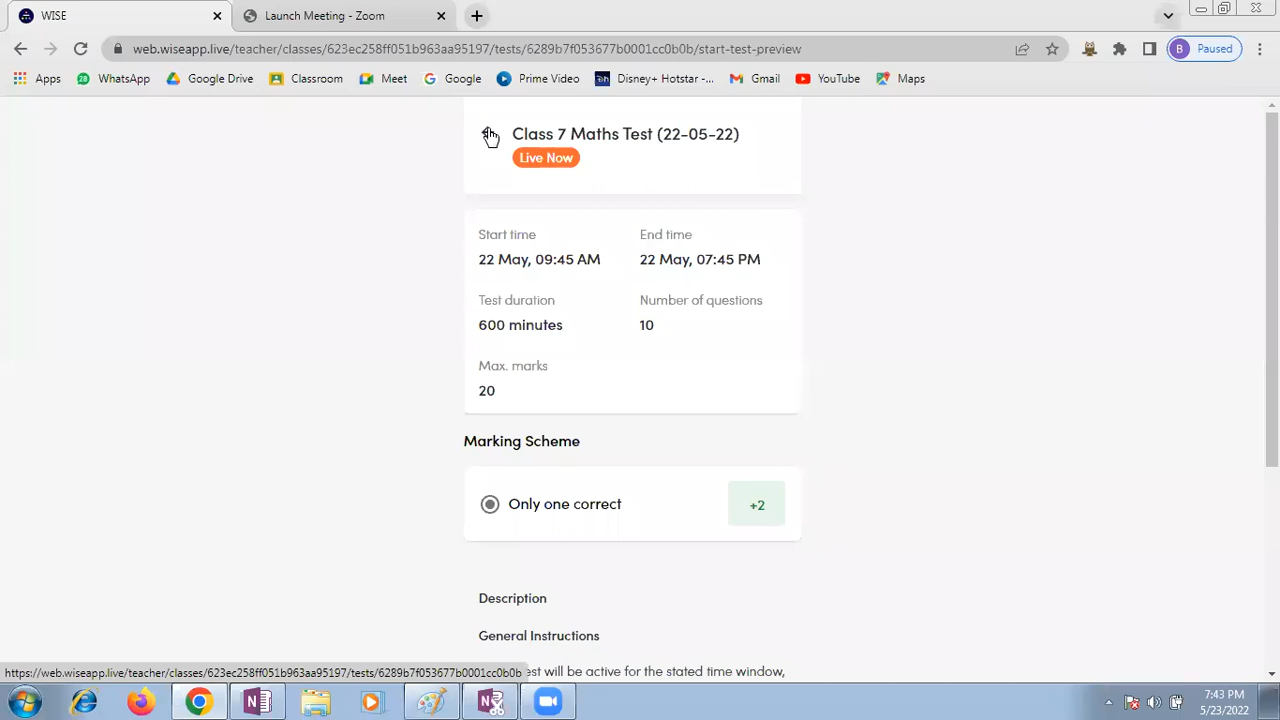 WISE
Launch Meeting - Zoom
web.wiseapp.live/teacher/classes/623ec258ff051b963aa95197/tests/6289b7f053677b0001cc0b0b/start-test-preview
B Paused
Apps
WhatsApp
Google Drive
Classroom
Meet
Google
Prime Video
Disney+ Hotstar -...
Gmail
YouTube
Maps
Class 7 Maths Test (22-05-22)
Live Now
Start time
End time
22 May, 09:45 AM
22 May, 07:45 PM
Test duration
Number of questions
600 minutes
10
Max. marks
20
Marking Scheme
Only one correct
+2
Description
General Instructions
https://web.wiseapp.live/teacher/classes/623ec258ff051b963aa95197/tests/6289b7f053677b0001cc0b0b
est will be active for the stated time window,
7:43 PM
5/23/2022